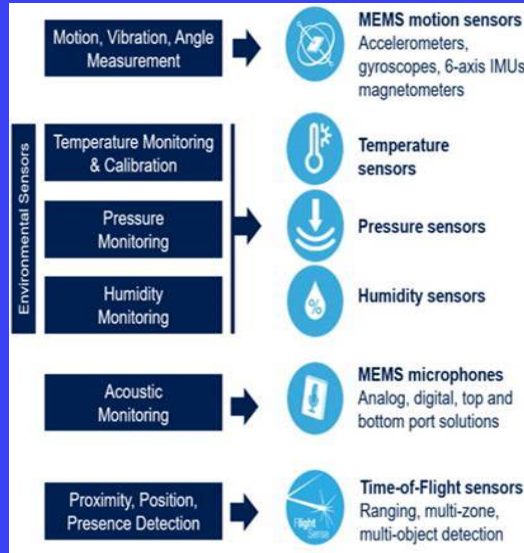 Motion, Vibration, Angle
Measurement
MEMS motion sensors
Accelerometers,
gyroscopes, 6-axis IMUs
magnetometers
Environmental Sensors
Temperature Monitoring
& Calibration
Temperature
sensors
Pressure
Monitoring
Pressure sensors
Humidity
Monitoring
%
Humidity sensors
Acoustic
Monitoring
MEMS microphones
Analog, digital, top and
bottom port solutions
Proximity, Position,
Presence Detection
Flight
Sense
Time-of-Flight sensors
Ranging, multi-zone,
multi-object detection